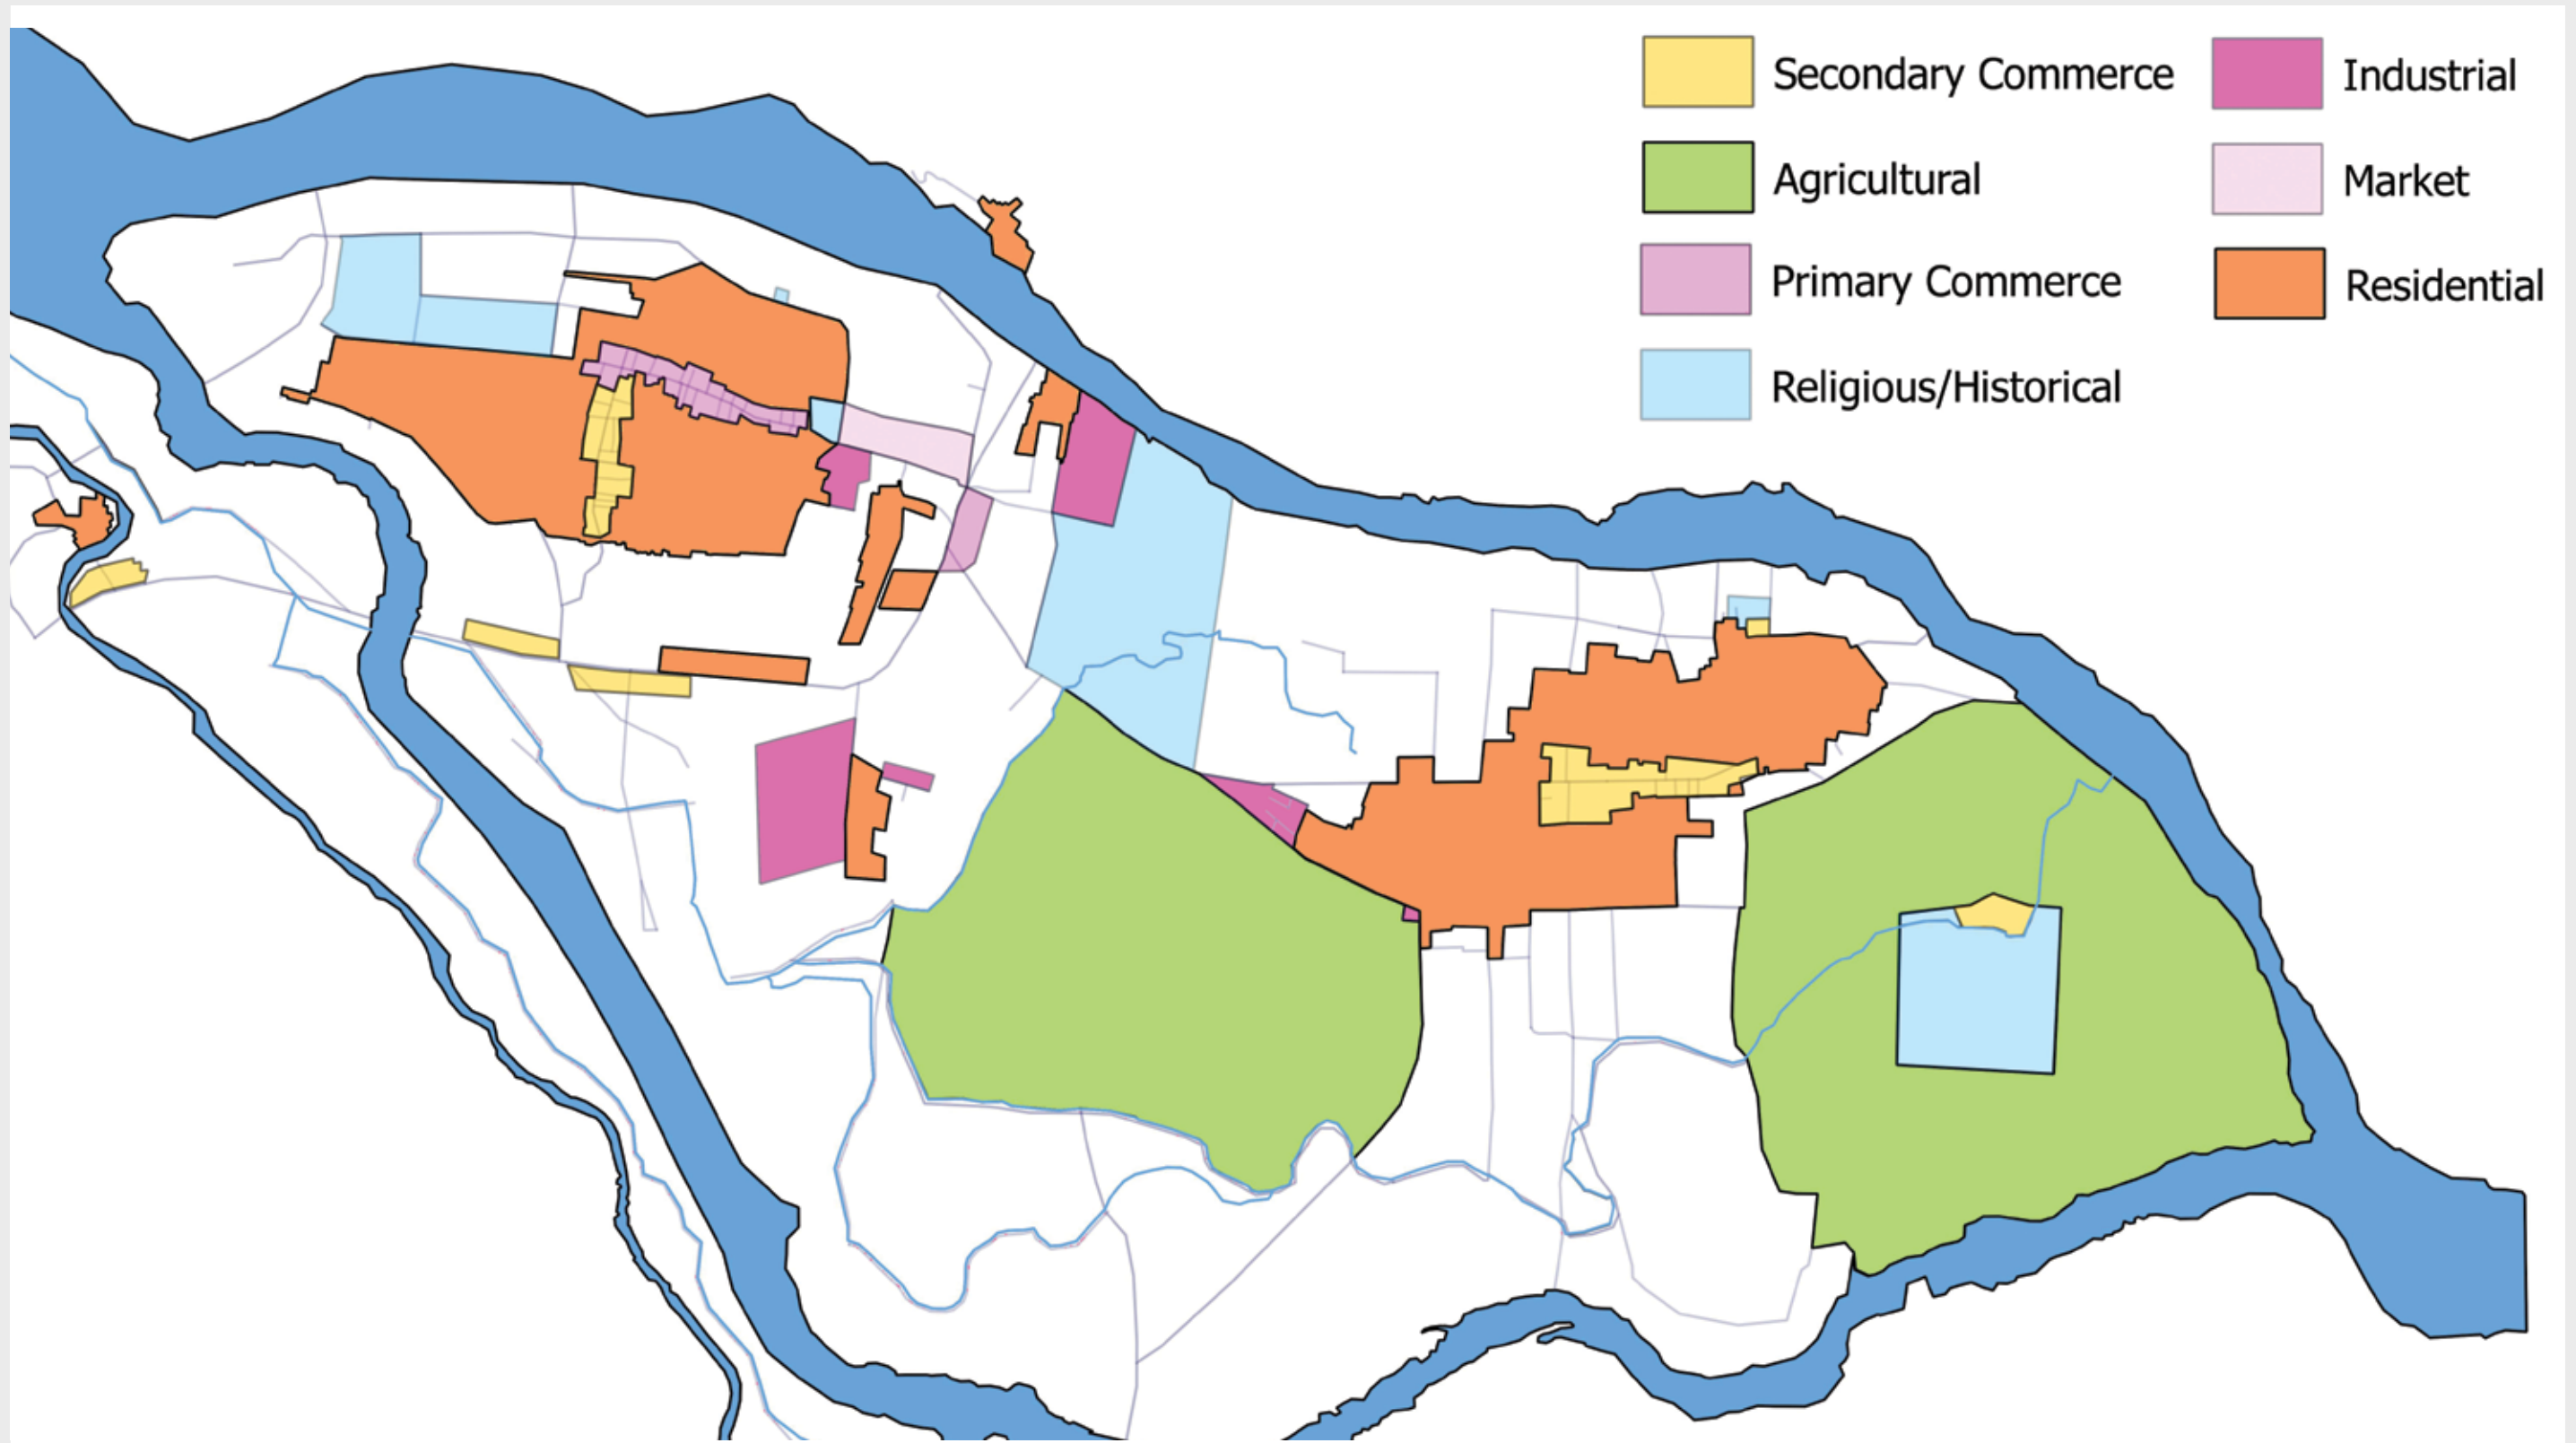 Secondary Commerce
Agricultural
Primary Commerce
Religious/Historical
Industrial
Market
Residential